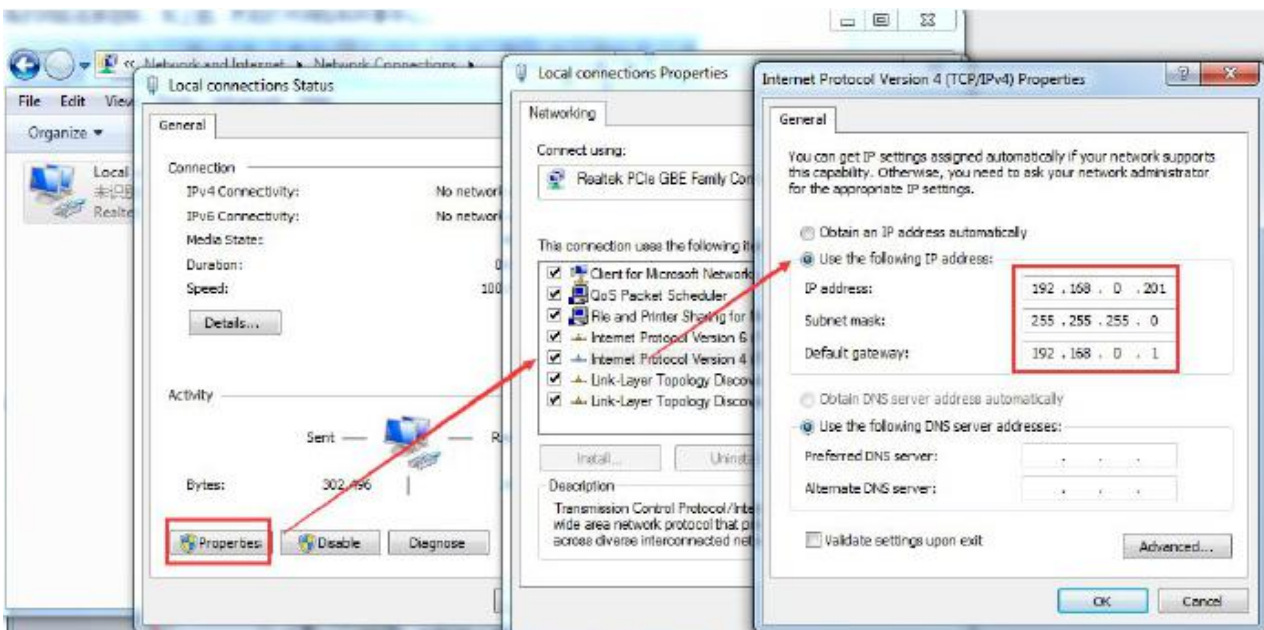 Network and Internet ▸ Network Connections ▸
File Edit View
Organize ▾
Local
Realte
Local connections Status
General
Connection
IPv4 Connectivity: No network
IPv6 Connectivity: No network
Media State:
Duration: 0
Speed: 100
Details...
Activity
Sent — R
Bytes: 302,496
Properties Disable Diagnose
Local connections Properties
Networking
Connect using:
Realtek PCIe GBE Family Con
This connection uses the following ite
Client for Microsoft Network
QoS Packet Scheduler
File and Printer Sharing for
Internet Protocol Version 6
Internet Protocol Version 4
Link-Layer Topology Discov
Link-Layer Topology Discov
Install... Uninsta
Description
Transmission Control Protocol/Inte
wide area network protocol that p
across diverse interconnected net
Internet Protocol Version 4 (TCP/IPv4) Properties
General
You can get IP settings assigned automatically if your network supports
this capability. Otherwise, you need to ask your network administrator
for the appropriate IP settings.
Obtain an IP address automatically
Use the following IP address:
IP address: 192 . 168 . 0 . 201
Subnet mask: 255 . 255 . 255 . 0
Default gateway: 192 . 168 . 0 . 1
Obtain DNS server address automatically
Use the following DNS server addresses:
Preferred DNS server: . . .
Alternate DNS server: . . .
Validate settings upon exit
Advanced...
OK Cancel